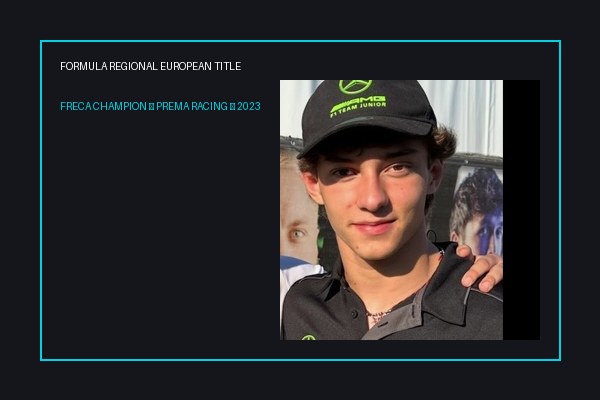 FORMULA REGIONAL EUROPEAN TITLE
FRECA CHAMPION ▯ PREMA RACING ▯ 2023
AMG
F1 TEAM JUNIOR